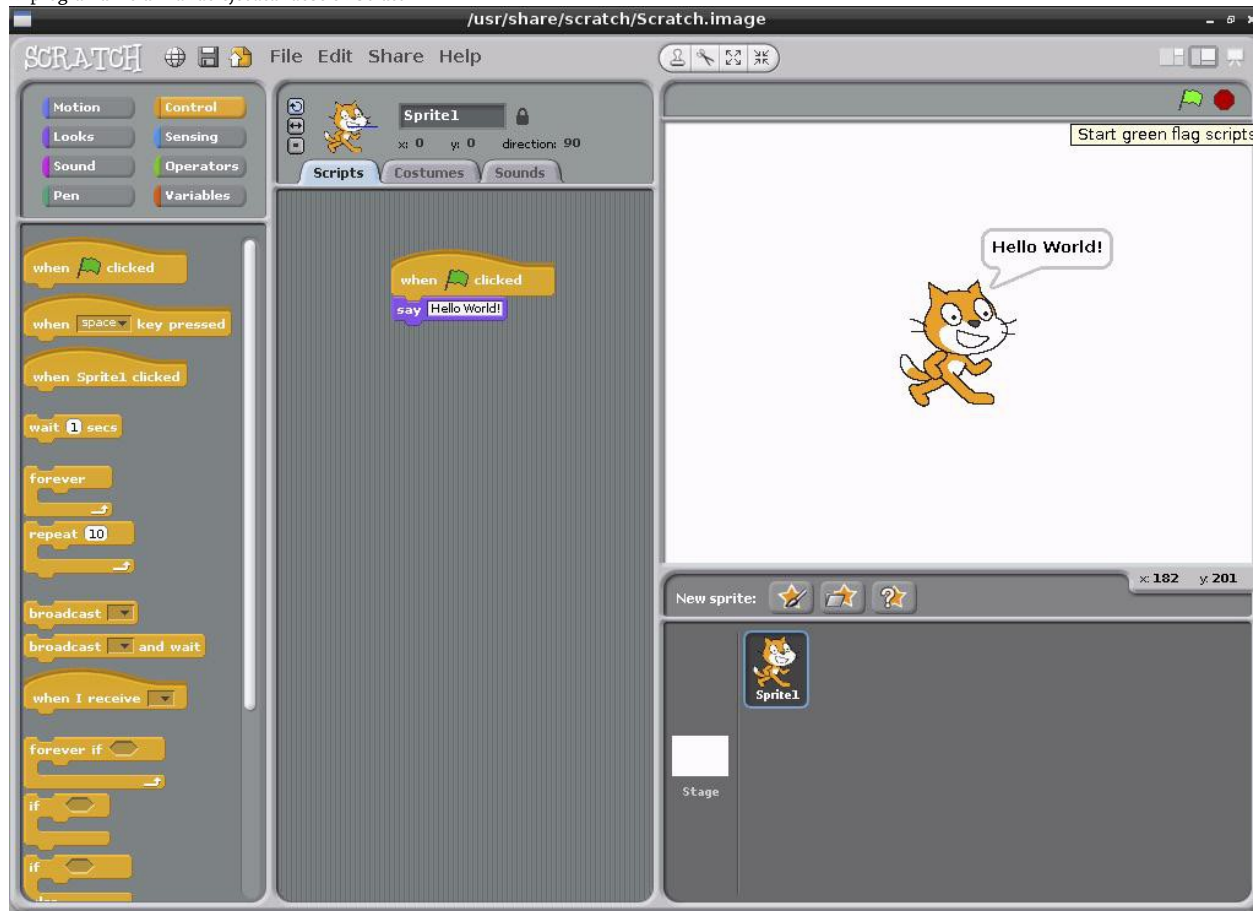 /usr/share/scratch/Scratch.image
SCRATCH File Edit Share Help
Motion Control
Looks Sensing
Sound Operators
Pen Variables
when clicked
when space key pressed
when Sprite1 clicked
wait 1 secs
forever
repeat 10
broadcast
broadcast and wait
when I receive
forever if
if
if
Sprite1
x: 0 y: 0 direction: 90
Scripts Costumes Sounds
when clicked
say Hello World!
Start green flag scripts
Hello World!
x: 182 y: 201
New sprite:
Sprite1
Stage